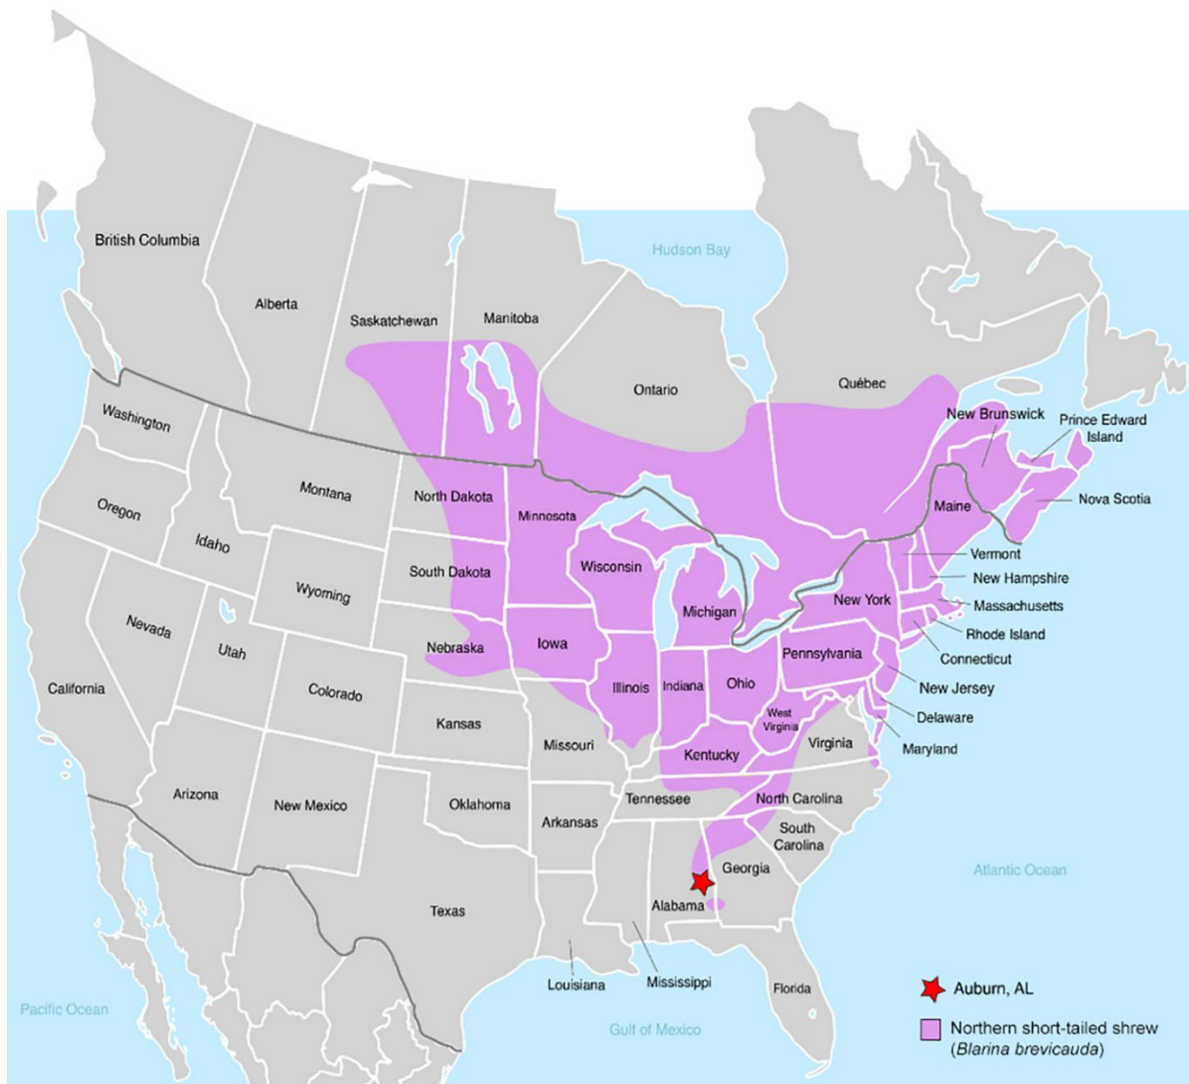 Hudson Bay
British Columbia
Alberta
Saskatchewan
Manitoba
Ontario
Québec
New Brunswick
Prince Edward
Island
Nova Scotia
Washington
Montana
North Dakota
Minnesota
Maine
Oregon
Idaho
Wyoming
South Dakota
Wisconsin
Michigan
New York
Vermont
New Hampshire
Massachusetts
Rhode Island
Connecticut
New Jersey
Delaware
Maryland
Nevada
Utah
Nebraska
Iowa
Illinois
Indiana
Ohio
Pennsylvania
California
Colorado
Kansas
Missouri
Kentucky
West
Virginia
Virginia
Arizona
New Mexico
Oklahoma
Arkansas
Tennessee
North Carolina
South
Carolina
Georgia
Alabama
Texas
Louisiana
Mississippi
Florida
Atlantic Ocean
Pacific Ocean
Gulf of Mexico
Auburn, AL
Northern short-tailed shrew
(Blarina brevicauda)